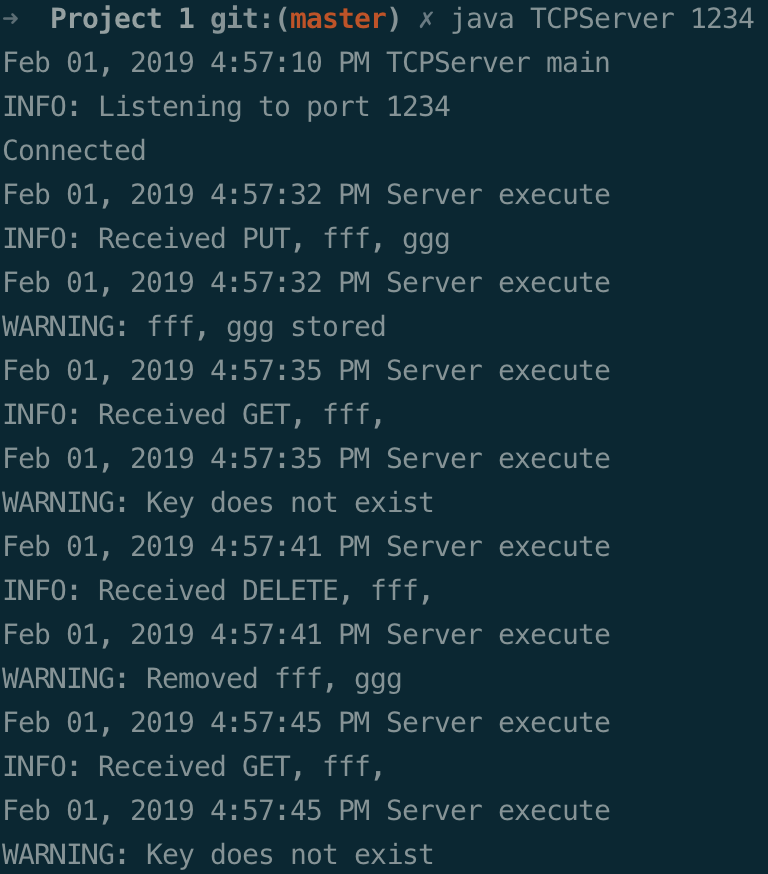 →  Project 1 git:(master) ✗ java TCPServer 1234
Feb 01, 2019 4:57:10 PM TCPServer main
INFO: Listening to port 1234
Connected
Feb 01, 2019 4:57:32 PM Server execute
INFO: Received PUT, fff, ggg
Feb 01, 2019 4:57:32 PM Server execute
WARNING: fff, ggg stored
Feb 01, 2019 4:57:35 PM Server execute
INFO: Received GET, fff,
Feb 01, 2019 4:57:35 PM Server execute
WARNING: Key does not exist
Feb 01, 2019 4:57:41 PM Server execute
INFO: Received DELETE, fff,
Feb 01, 2019 4:57:41 PM Server execute
WARNING: Removed fff, ggg
Feb 01, 2019 4:57:45 PM Server execute
INFO: Received GET, fff,
Feb 01, 2019 4:57:45 PM Server execute
WARNING: Key does not exist